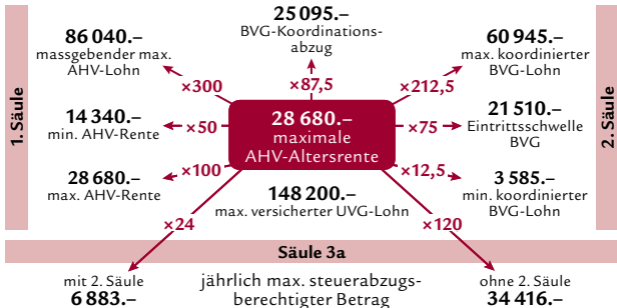 86 040.–
massgebender max.
AHV-Lohn
25 095.–
BVG-Koordinations-
abzug
60 945.–
max. koordinierter
BVG-Lohn
×300
×87,5
×212,5
1. Säule
14 340.–
min. AHV-Rente
×50
28 680.–
maximale
AHV-Altersrente
×75
21 510.–
Eintrittsschwelle
BVG
2. Säule
28 680.–
max. AHV-Rente
×100
×12,5
3 585.–
min. koordinierter
BVG-Lohn
148 200.–
max. versicherter UVG-Lohn
×24
×120
Säule 3a
mit 2. Säule
6 883.–
jährlich max. steuerabzugs-
berechtigter Betrag
ohne 2. Säule
34 416.–